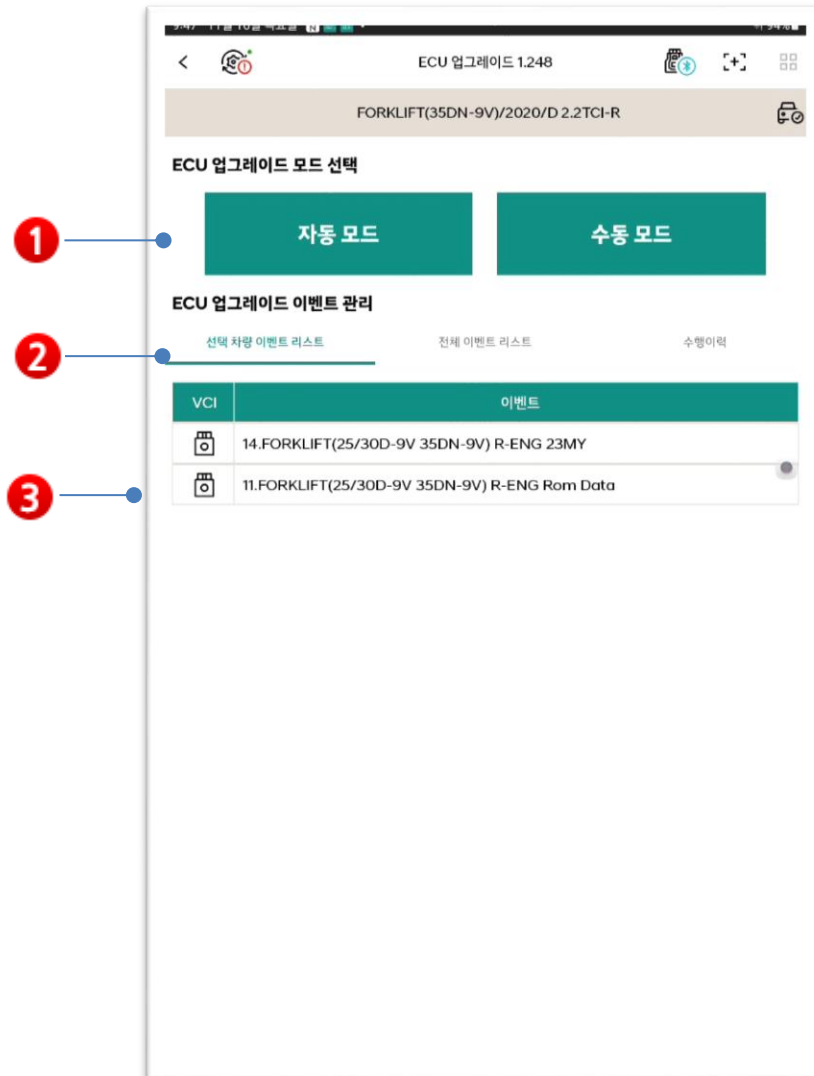 ECU 업그레이드 1.248
FORKLIFT(35DN-9V)/2020/D 2.2TCI-R
ECU 업그레이드 모드 선택
1
자동 모드
수동 모드
ECU 업그레이드 이벤트 관리
2
선택 차량 이벤트 리스트
전체 이벤트 리스트
수행이력
VCI
이벤트
14.FORKLIFT(25/30D-9V 35DN-9V) R-ENG 23MY
3
11.FORKLIFT(25/30D-9V 35DN-9V) R-ENG Rom Data